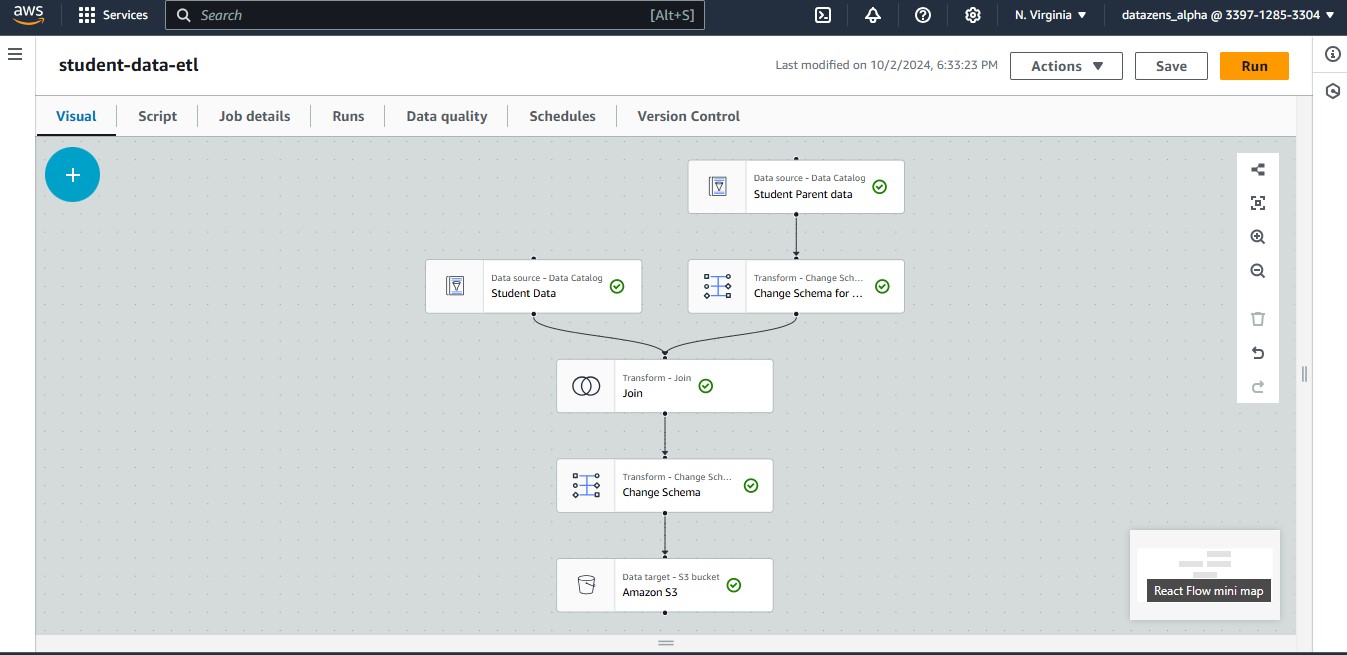 aws Services Search [Alt+S] N. Virginia datazens_alpha @ 3397-1285-3304
student-data-etl Last modified on 10/2/2024, 6:33:23 PM Actions Save Run
Visual Script Job details Runs Data quality Schedules Version Control
Data source - Data Catalog
Student Parent data
Data source - Data Catalog
Student Data
Transform - Change Sch...
Change Schema for ...
Transform - Join
Join
Transform - Change Sch...
Change Schema
Data target - S3 bucket
Amazon S3
React Flow mini map